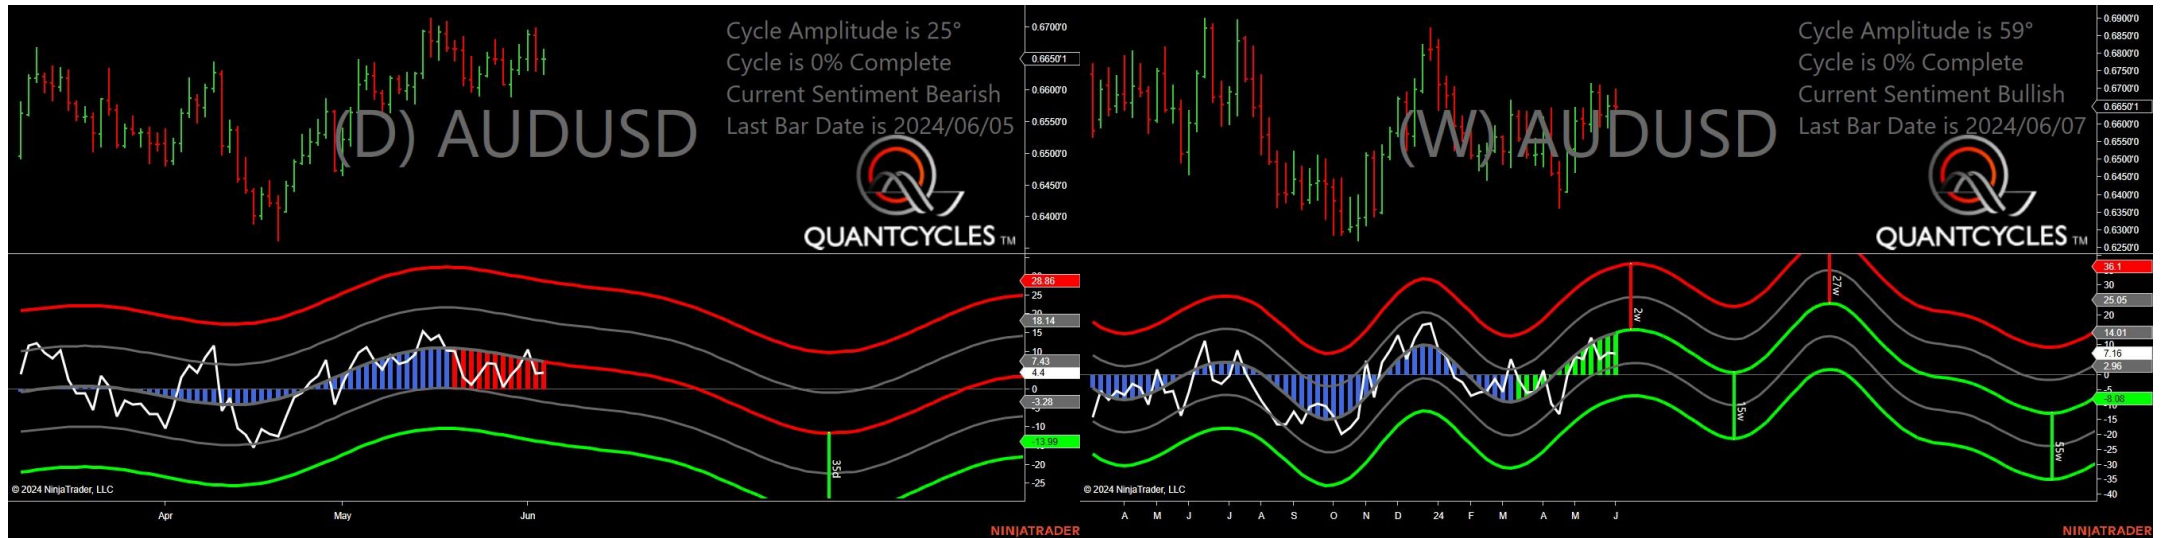 Cycle Amplitude is 25°
Cycle is 0% Complete
Current Sentiment Bearish
Last Bar Date is 2024/06/05
(D) AUDUSD
QUANTCYCLES TM
0.6700'0
0.6650'1
0.6600'0
0.6550'0
0.6500'0
0.6450'0
0.6400'0
28.86
25
20
18.14
15
10
7.43
4.4
0
-3.28
-5
-10
-13.99
-20
-25
35d
© 2024 NinjaTrader, LLC
Apr May Jun
NINJATRADER
Cycle Amplitude is 59°
Cycle is 0% Complete
Current Sentiment Bullish
Last Bar Date is 2024/06/07
(W) AUDUSD
QUANTCYCLES TM
0.6900'0
0.6850'0
0.6800'0
0.6750'0
0.6700'0
0.6650'1
0.6600'0
0.6550'0
0.6500'0
0.6450'0
0.6400'0
0.6350'0
0.6300'0
0.6250'0
36.1
30
25.05
20
14.01
10
7.16
2.96
0
-5
-8.08
-15
-20
-25
-30
-35
-40
2w
15w
27w
55w
© 2024 NinjaTrader, LLC
A M J J A S O N D 24 F M A M J
NINJATRADER